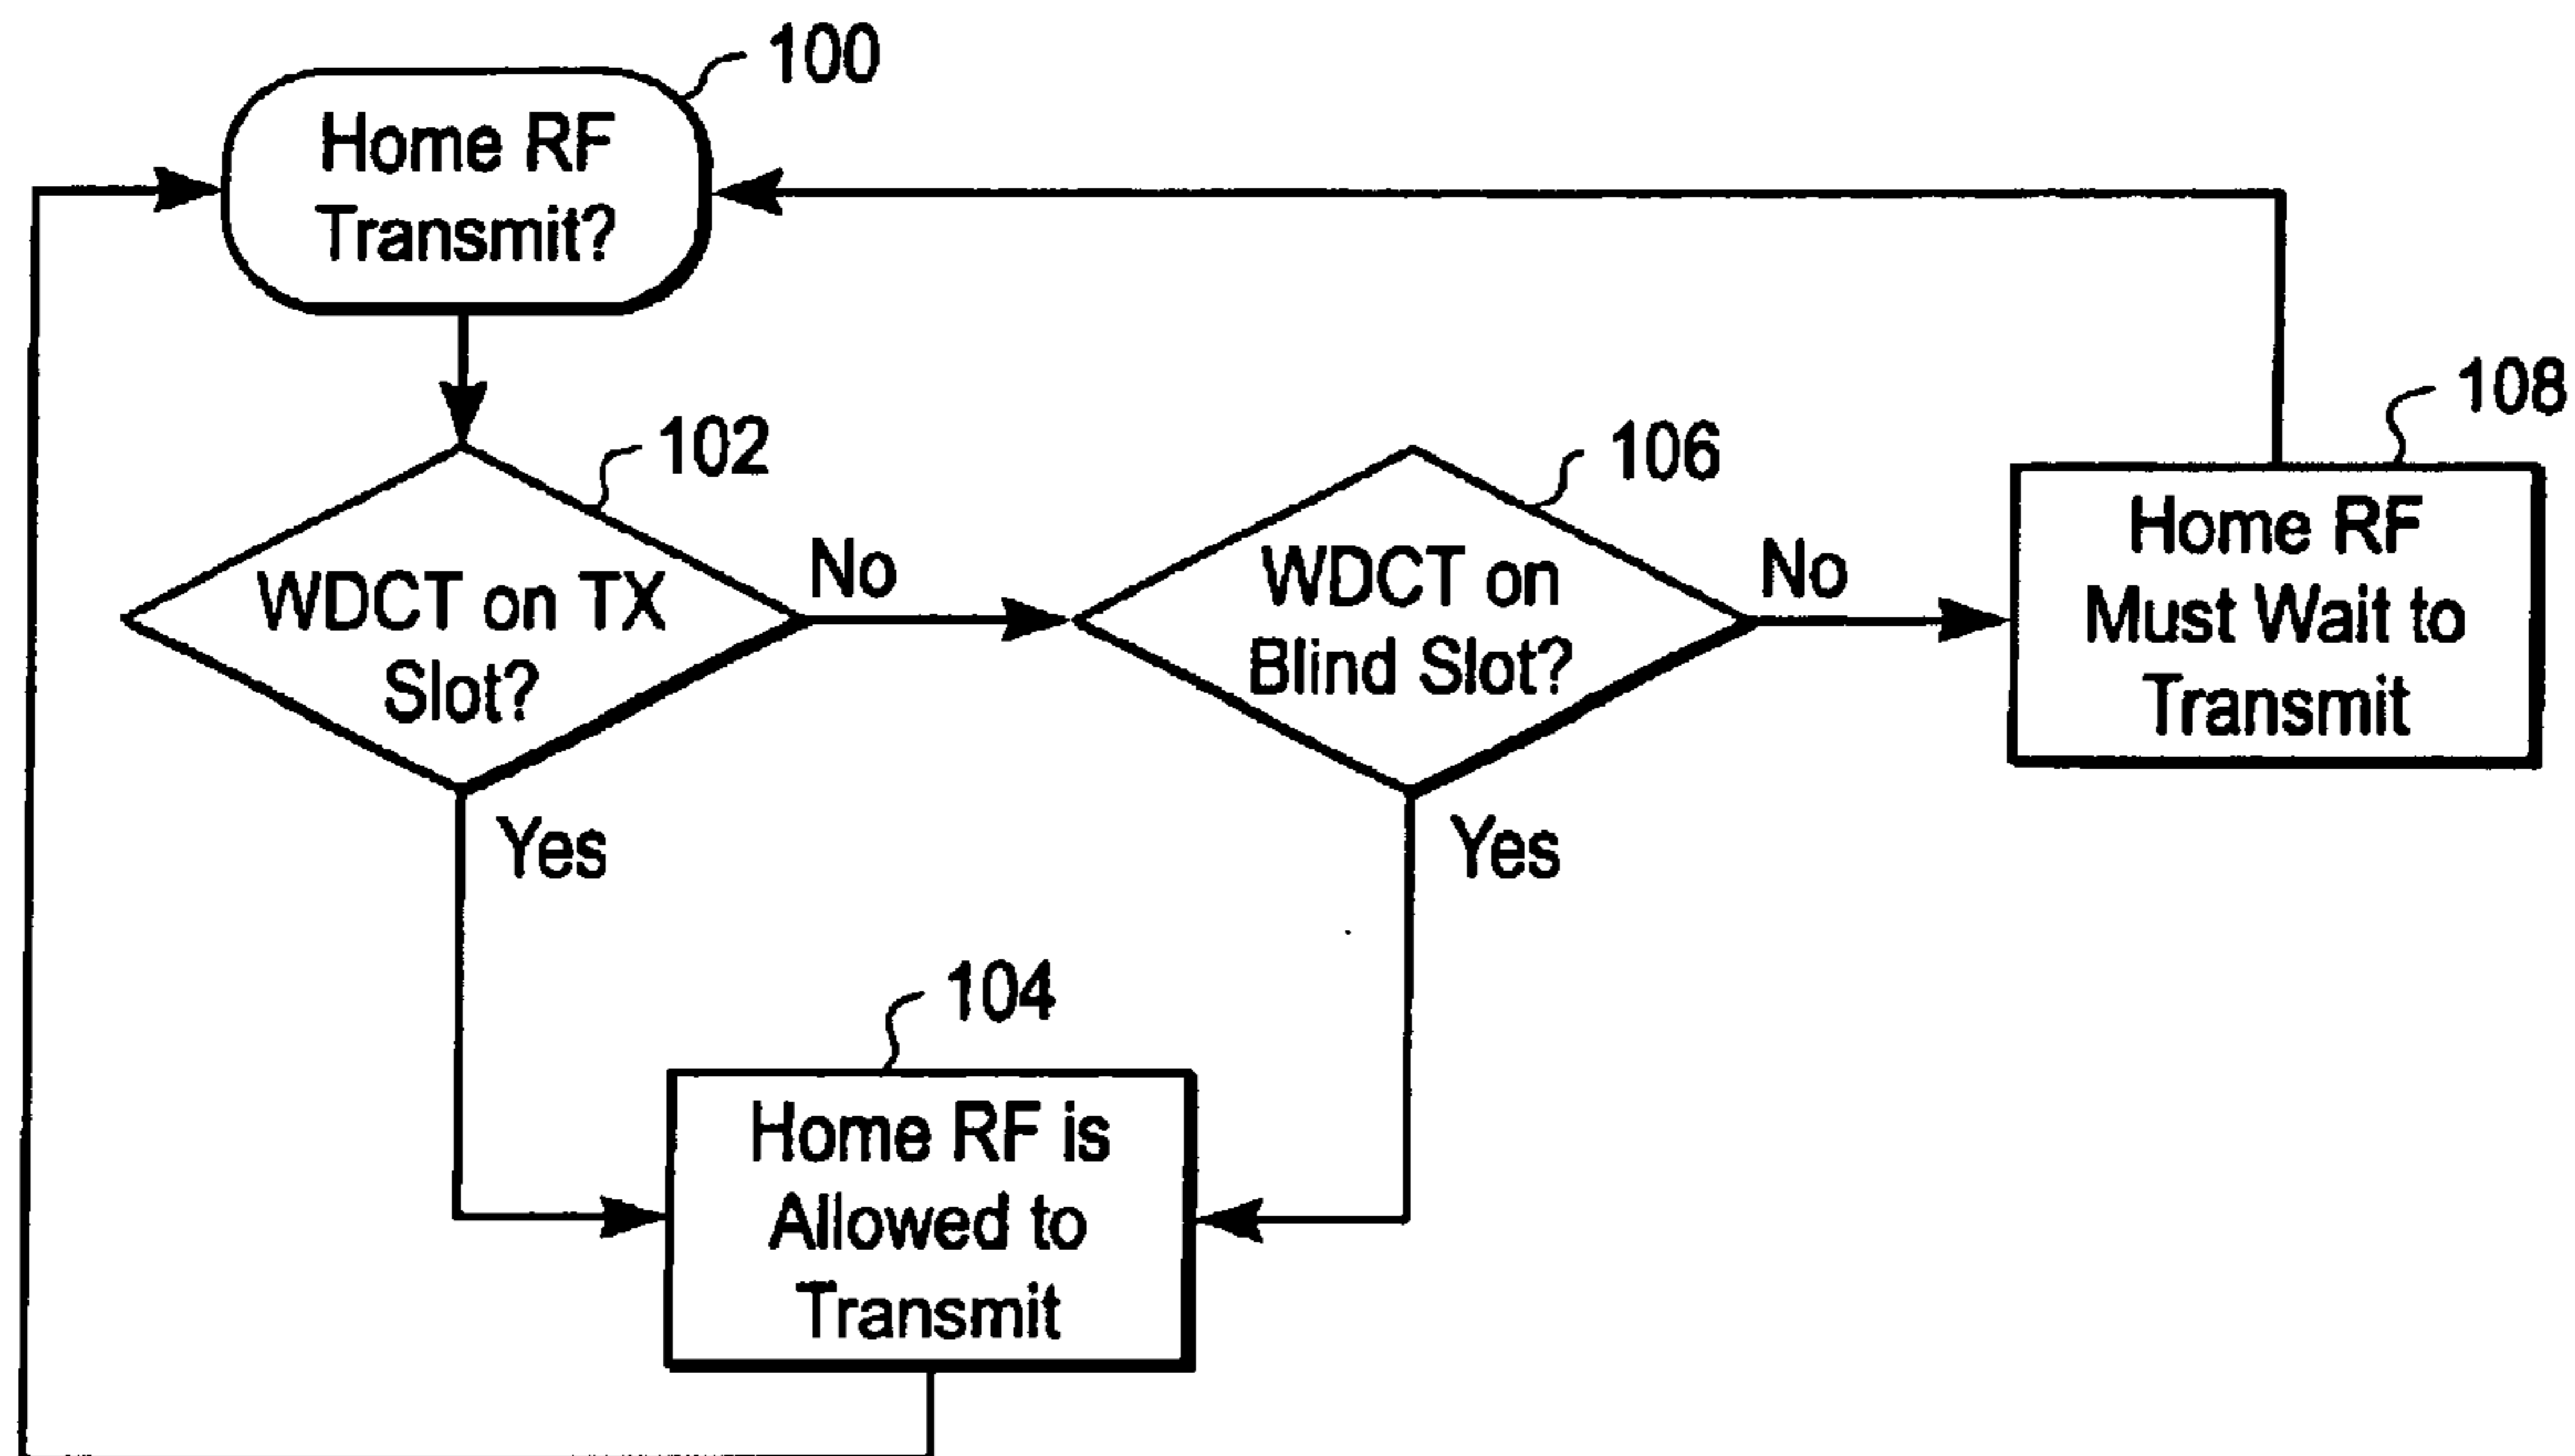 100
Home RF
Transmit?
102
WDCT on TX
Slot?
No
Yes
106
WDCT on
Blind Slot?
No
Yes
108
Home RF
Must Wait to
Transmit
104
Home RF is
Allowed to
Transmit